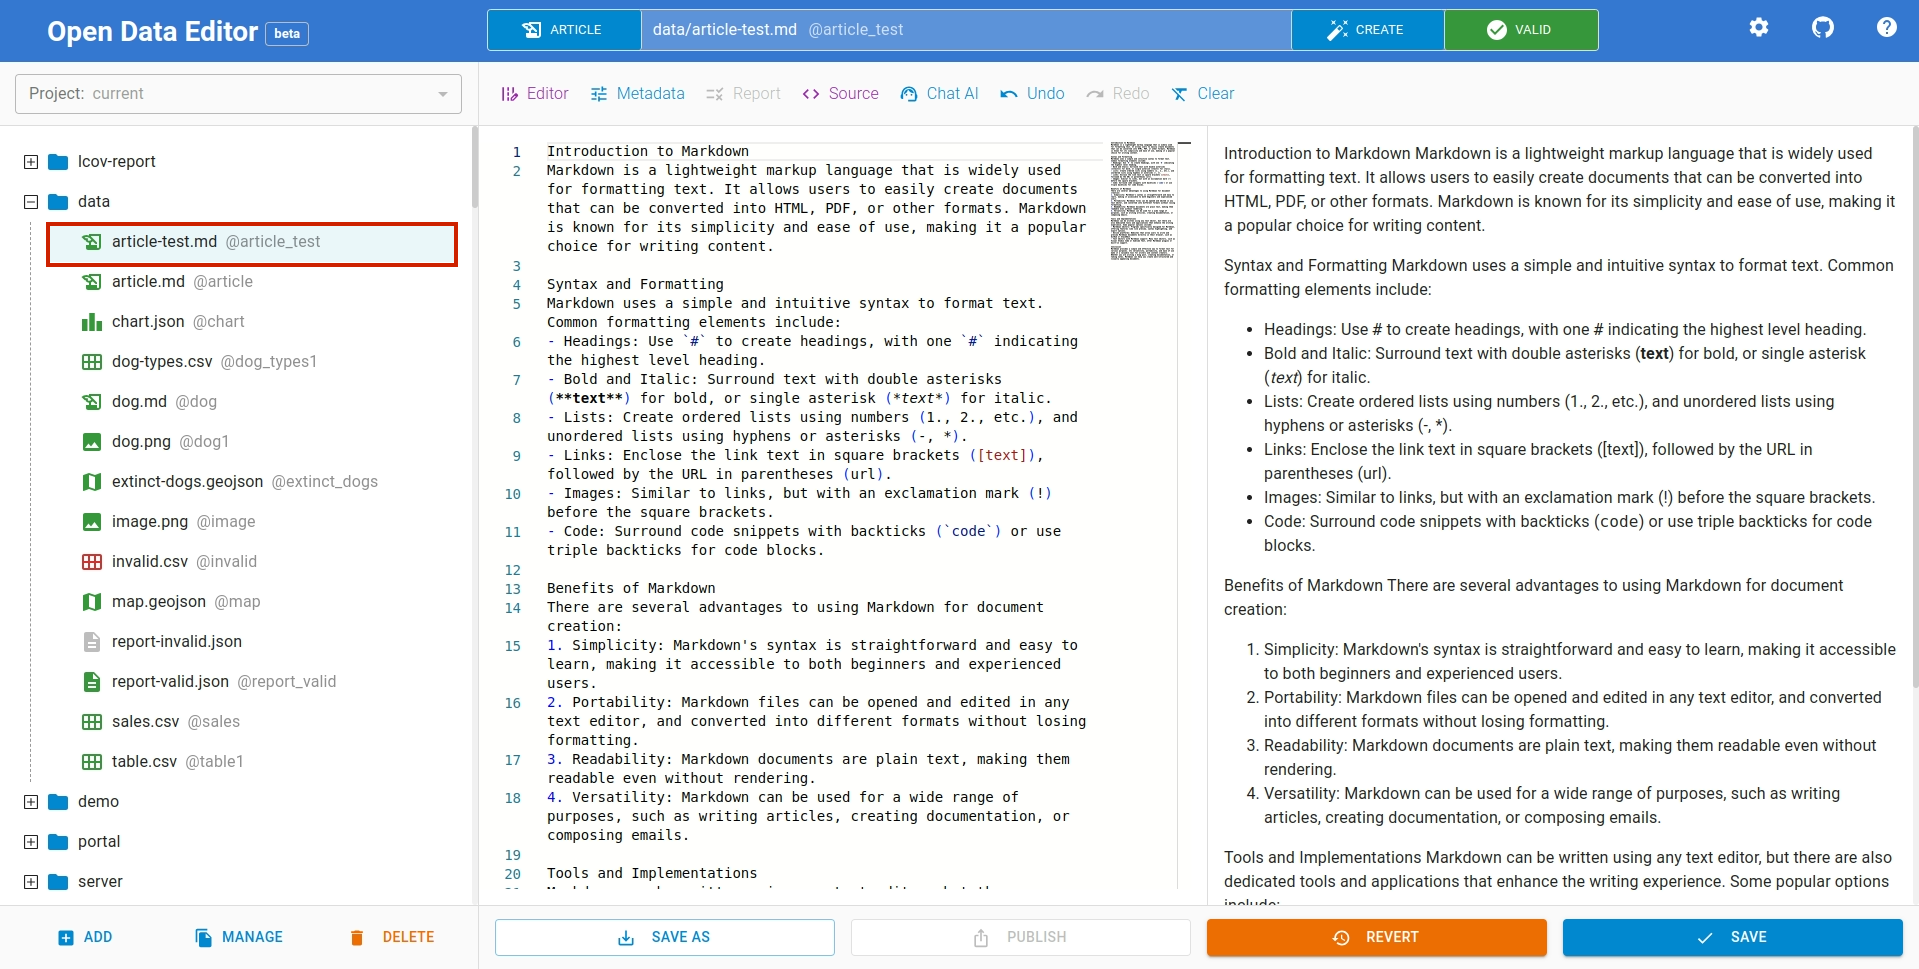 Open Data Editor beta
ARTICLE data/article-test.md @article_test CREATE VALID
Project: current
Editor Metadata Report Source Chat AI Undo Redo Clear
lcov-report
data
article-test.md @article_test
article.md @article
chart.json @chart
dog-types.csv @dog_types1
dog.md @dog
dog.png @dog1
extinct-dogs.geojson @extinct_dogs
image.png @image
invalid.csv @invalid
map.geojson @map
report-invalid.json
report-valid.json @report_valid
sales.csv @sales
table.csv @table1
demo
portal
server
ADD MANAGE DELETE
1 Introduction to Markdown
2 Markdown is a lightweight markup language that is widely used
for formatting text. It allows users to easily create documents
that can be converted into HTML, PDF, or other formats. Markdown
is known for its simplicity and ease of use, making it a popular
choice for writing content.
3
4 Syntax and Formatting
5 Markdown uses a simple and intuitive syntax to format text.
Common formatting elements include:
6 - Headings: Use `#` to create headings, with one `#` indicating
the highest level heading.
7 - Bold and Italic: Surround text with double asterisks
(**text**) for bold, or single asterisk (*text*) for italic.
8 - Lists: Create ordered lists using numbers (1., 2., etc.), and
unordered lists using hyphens or asterisks (-, *).
9 - Links: Enclose the link text in square brackets ([text]),
followed by the URL in parentheses (url).
10 - Images: Similar to links, but with an exclamation mark (!)
before the square brackets.
11 - Code: Surround code snippets with backticks (`code`) or use
triple backticks for code blocks.
12
13 Benefits of Markdown
14 There are several advantages to using Markdown for document
creation:
15 1. Simplicity: Markdown's syntax is straightforward and easy to
learn, making it accessible to both beginners and experienced
users.
16 2. Portability: Markdown files can be opened and edited in any
text editor, and converted into different formats without losing
formatting.
17 3. Readability: Markdown documents are plain text, making them
readable even without rendering.
18 4. Versatility: Markdown can be used for a wide range of
purposes, such as writing articles, creating documentation, or
composing emails.
19
20 Tools and Implementations
Introduction to Markdown Markdown is a lightweight markup language that is widely used
for formatting text. It allows users to easily create documents that can be converted into
HTML, PDF, or other formats. Markdown is known for its simplicity and ease of use, making it
a popular choice for writing content.
Syntax and Formatting Markdown uses a simple and intuitive syntax to format text. Common
formatting elements include:
• Headings: Use # to create headings, with one # indicating the highest level heading.
• Bold and Italic: Surround text with double asterisks (text) for bold, or single asterisk
(text) for italic.
• Lists: Create ordered lists using numbers (1., 2., etc.), and unordered lists using
hyphens or asterisks (-, *).
• Links: Enclose the link text in square brackets ([text]), followed by the URL in
parentheses (url).
• Images: Similar to links, but with an exclamation mark (!) before the square brackets.
• Code: Surround code snippets with backticks (code) or use triple backticks for code
blocks.
Benefits of Markdown There are several advantages to using Markdown for document
creation:
1. Simplicity: Markdown's syntax is straightforward and easy to learn, making it accessible
to both beginners and experienced users.
2. Portability: Markdown files can be opened and edited in any text editor, and converted
into different formats without losing formatting.
3. Readability: Markdown documents are plain text, making them readable even without
rendering.
4. Versatility: Markdown can be used for a wide range of purposes, such as writing
articles, creating documentation, or composing emails.
Tools and Implementations Markdown can be written using any text editor, but there are also
dedicated tools and applications that enhance the writing experience. Some popular options
include:
SAVE AS PUBLISH REVERT SAVE